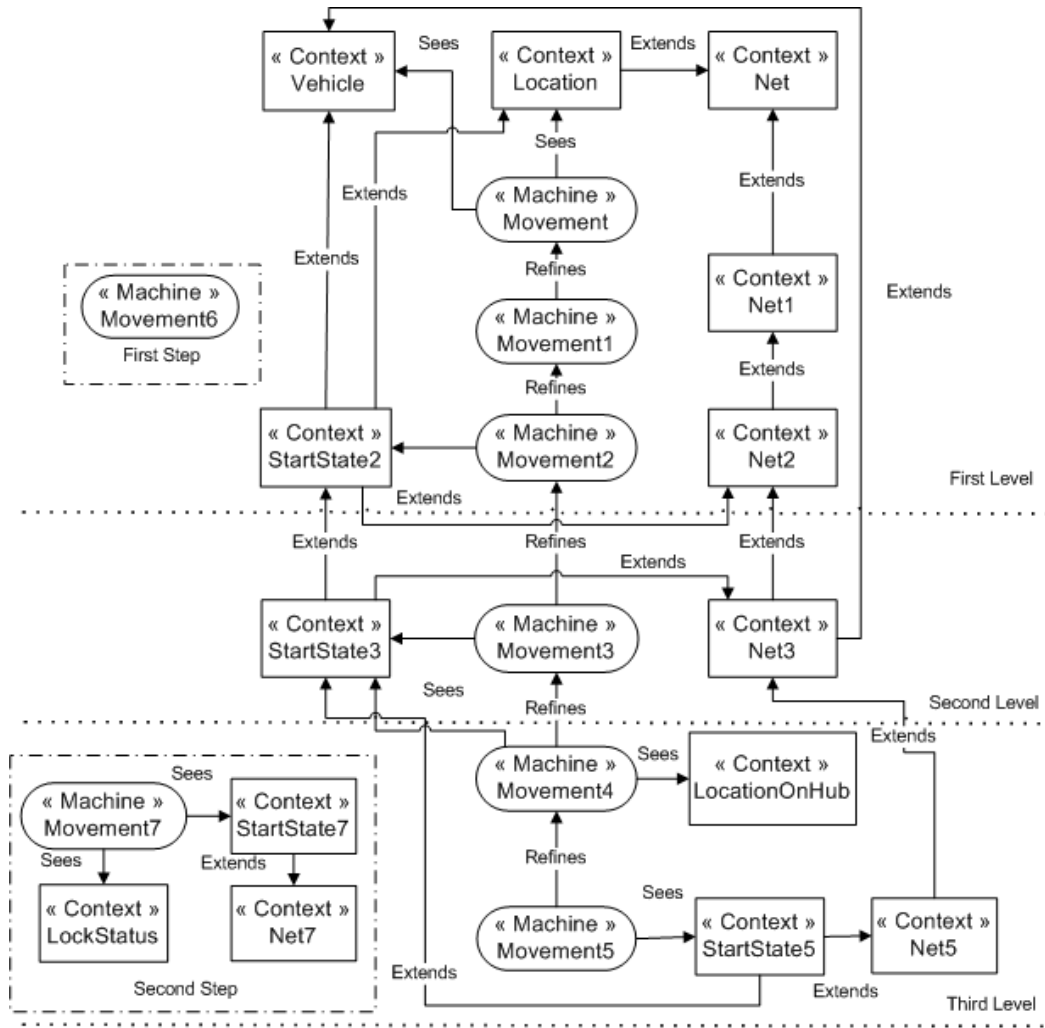 « Context »
Vehicle
Sees
« Context »
Location
Extends
« Context »
Net
Sees
Extends
Extends
« Machine »
Movement
Extends
Refines
« Machine »
Movement6
First Step
« Machine »
Movement1
« Context »
Net1
Extends
Refines
Extends
« Context »
StartState2
« Machine »
Movement2
« Context »
Net2
First Level
Extends
Extends
Refines
Extends
Extends
« Context »
StartState3
« Machine »
Movement3
« Context »
Net3
Sees
Refines
Second Level
Extends
Sees
« Machine »
Movement7
« Context »
StartState7
« Machine »
Movement4
Sees
« Context »
LocationOnHub
Sees
Extends
Refines
« Context »
LockStatus
« Context »
Net7
Second Step
Sees
« Machine »
Movement5
« Context »
StartState5
« Context »
Net5
Extends
Extends
Third Level